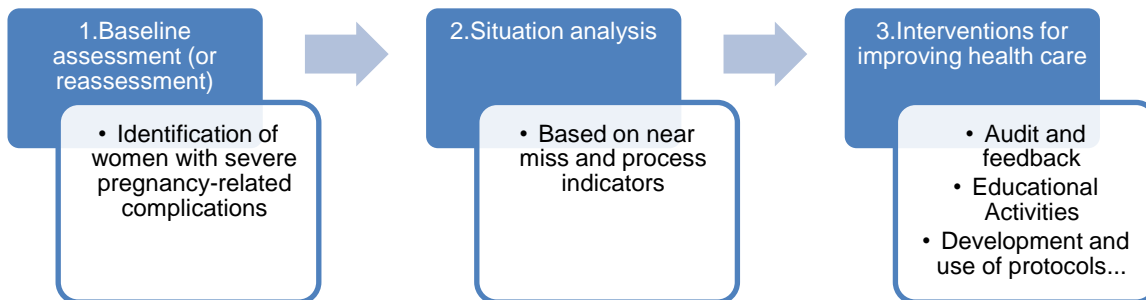 1.Baseline
assessment (or
reassessment)
• Identification of
women with severe
pregnancy-related
complications
2.Situation analysis
• Based on near
miss and process
indicators
3.Interventions for
improving health care
• Audit and
feedback
• Educational
Activities
• Development and
use of protocols...